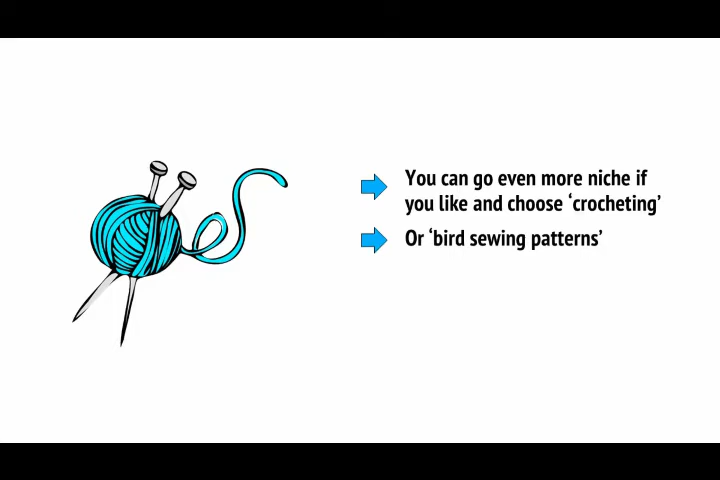 You can go even more niche if
you like and choose ‘crocheting’
Or ‘bird sewing patterns’